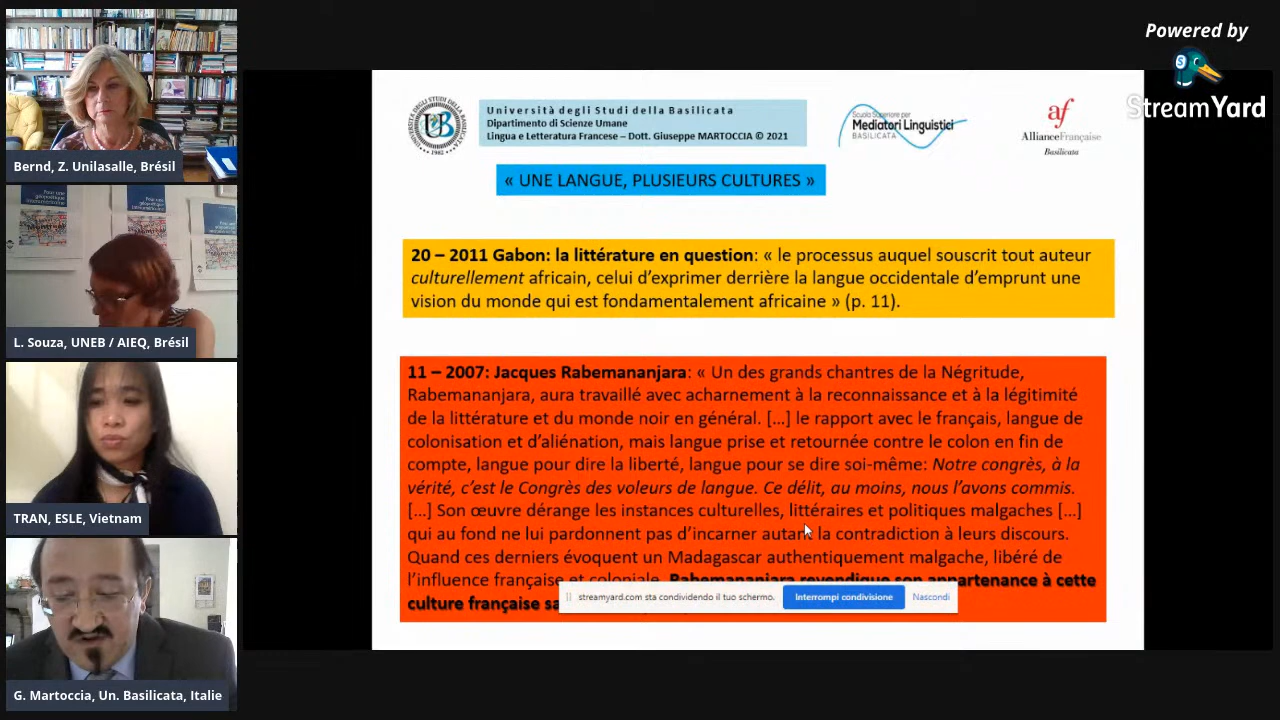 Powered by
StreamYard
Bernd, Z. Unilasalle, Brésil
L. Souza, UNEB / AIEQ, Brésil
TRAN, ESLE, Vietnam
G. Martoccia, Un. Basilicata, Italie
Università degli Studi della Basilicata
Dipartimento di Scienze Umane
Lingua e Letteratura Francese – Dott. Giuseppe MARTOCCIA © 2021
Scuola Superiore per
Mediatori Linguistici
BASILICATA
af
AllianceFrançaise
Basilicata
« UNE LANGUE, PLUSIEURS CULTURES »
20 – 2011 Gabon: la littérature en question: « le processus auquel souscrit tout auteur
culturellement africain, celui d’exprimer derrière la langue occidentale d’emprunt une
vision du monde qui est fondamentalement africaine » (p. 11).
11 – 2007: Jacques Rabemananjara: « Un des grands chantres de la Négritude,
Rabemananjara, aura travaillé avec acharnement à la reconnaissance et à la légitimité
de la littérature et du monde noir en général. […] le rapport avec le français, langue de
colonisation et d’aliénation, mais langue prise et retournée contre le colon en fin de
compte, langue pour dire la liberté, langue pour se dire soi-même: Notre congrès, à la
vérité, c’est le Congrès des voleurs de langue. Ce délit, au moins, nous l’avons commis.
[…] Son œuvre dérange les instances culturelles, littéraires et politiques malgaches […]
qui au fond ne lui pardonnent pas d’incarner autant la contradiction à leurs discours.
Quand ces derniers évoquent un Madagascar authentiquement malgache, libéré de
l’influence française et coloniale, Rabemananjara revendique son appartenance à cette
culture française
streamyard.com sta condividendo il tuo schermo.
Interrompi condivisione
Nascondi